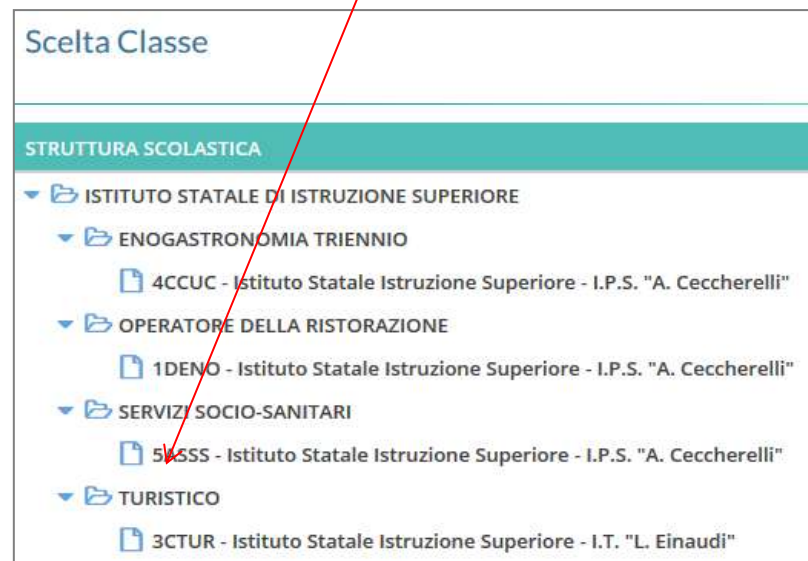 Scelta Classe
STRUTTURA SCOLASTICA
ISTITUTO STATALE DI ISTRUZIONE SUPERIORE
ENOGASTRONOMIA TRIENNIO
4CCUC - Istituto Statale Istruzione Superiore - I.P.S. "A. Ceccherelli"
OPERATORE DELLA RISTORAZIONE
1DENO - Istituto Statale Istruzione Superiore - I.P.S. "A. Ceccherelli"
SERVIZI SOCIO-SANITARI
5ASSS - Istituto Statale Istruzione Superiore - I.P.S. "A. Ceccherelli"
TURISTICO
3CTUR - Istituto Statale Istruzione Superiore - I.T. "L. Einaudi"